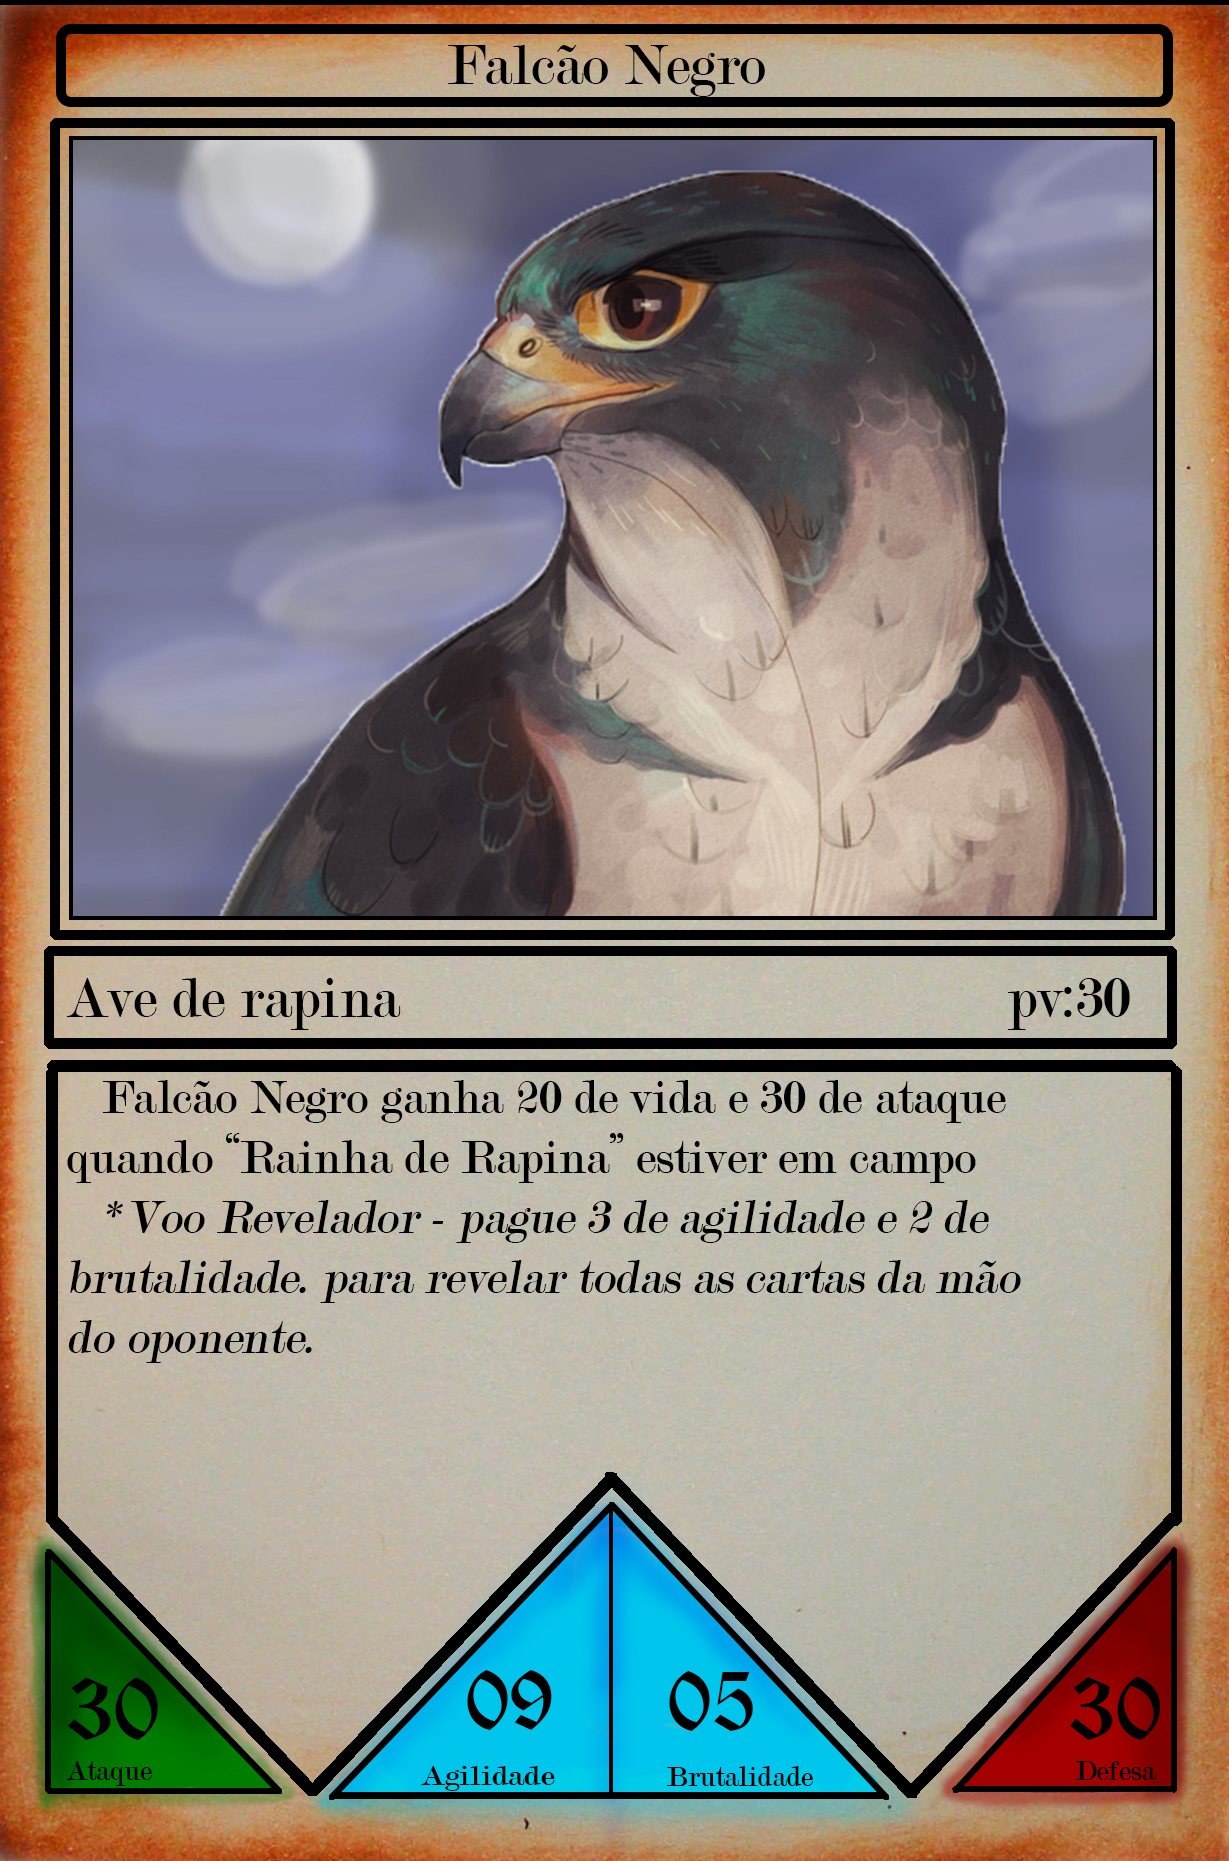 Falcão Negro
Ave de rapina pv:30
Falcão Negro ganha 20 de vida e 30 de ataque
quando “Rainha de Rapina” estiver em campo
* Voo Revelador - pague 3 de agilidade e 2 de
brutalidade. para revelar todas as cartas da mão
do oponente.
30 09 05 30
Ataque Agilidade Brutalidade Defesa